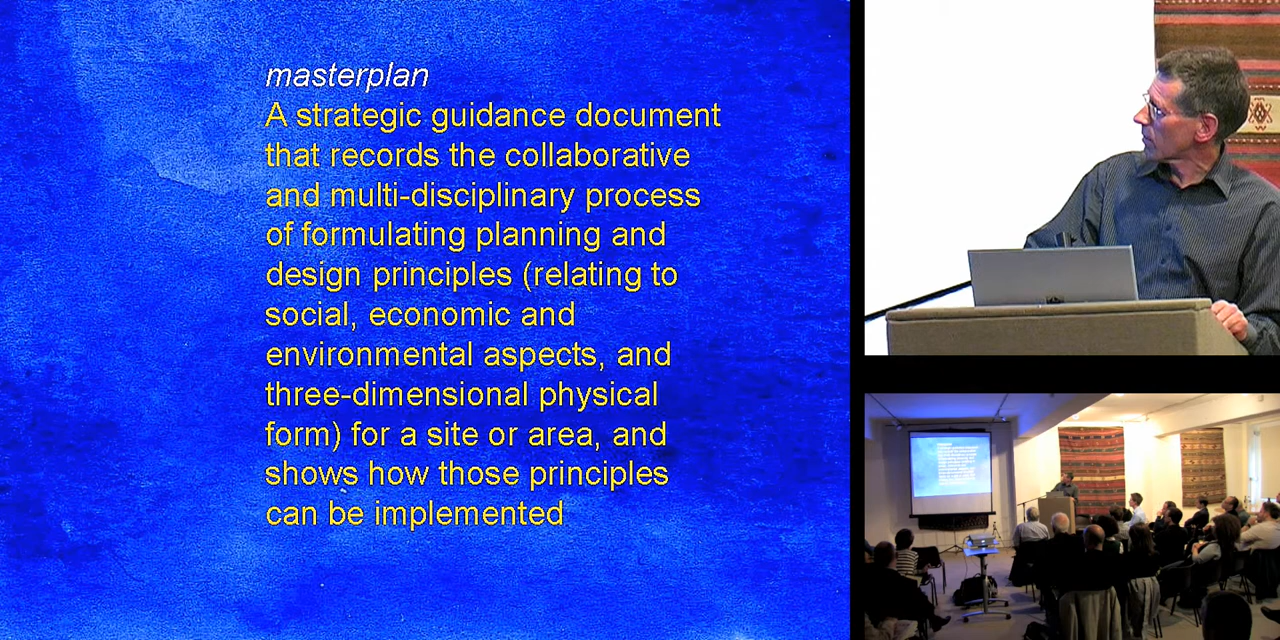 masterplan
A strategic guidance document
that records the collaborative
and multi-disciplinary process
of formulating planning and
design principles (relating to
social, economic and
environmental aspects, and
three-dimensional physical
form) for a site or area, and
shows how those principles
can be implemented